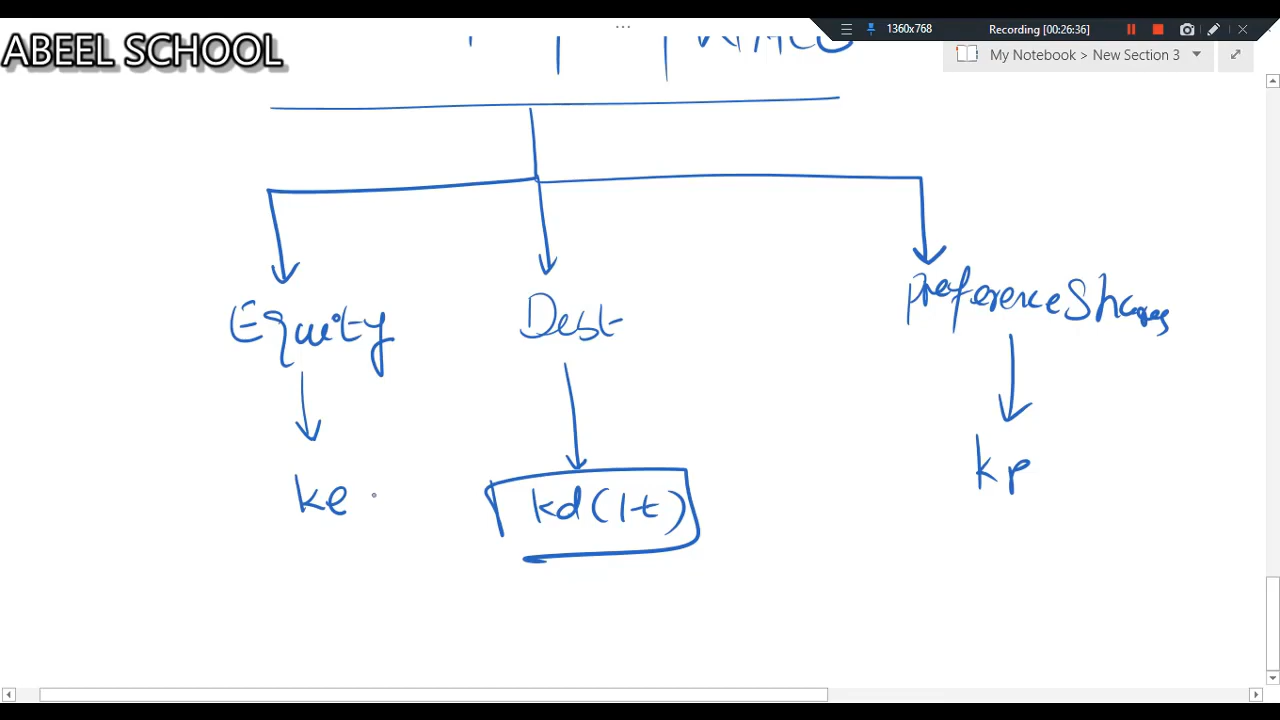 ABEEL SCHOOL
1360x768
Recording [00:26:36]
My Notebook > New Section 3
WACC
Equity
Debt
Preference Shares
ke
kd(1-t)
kp